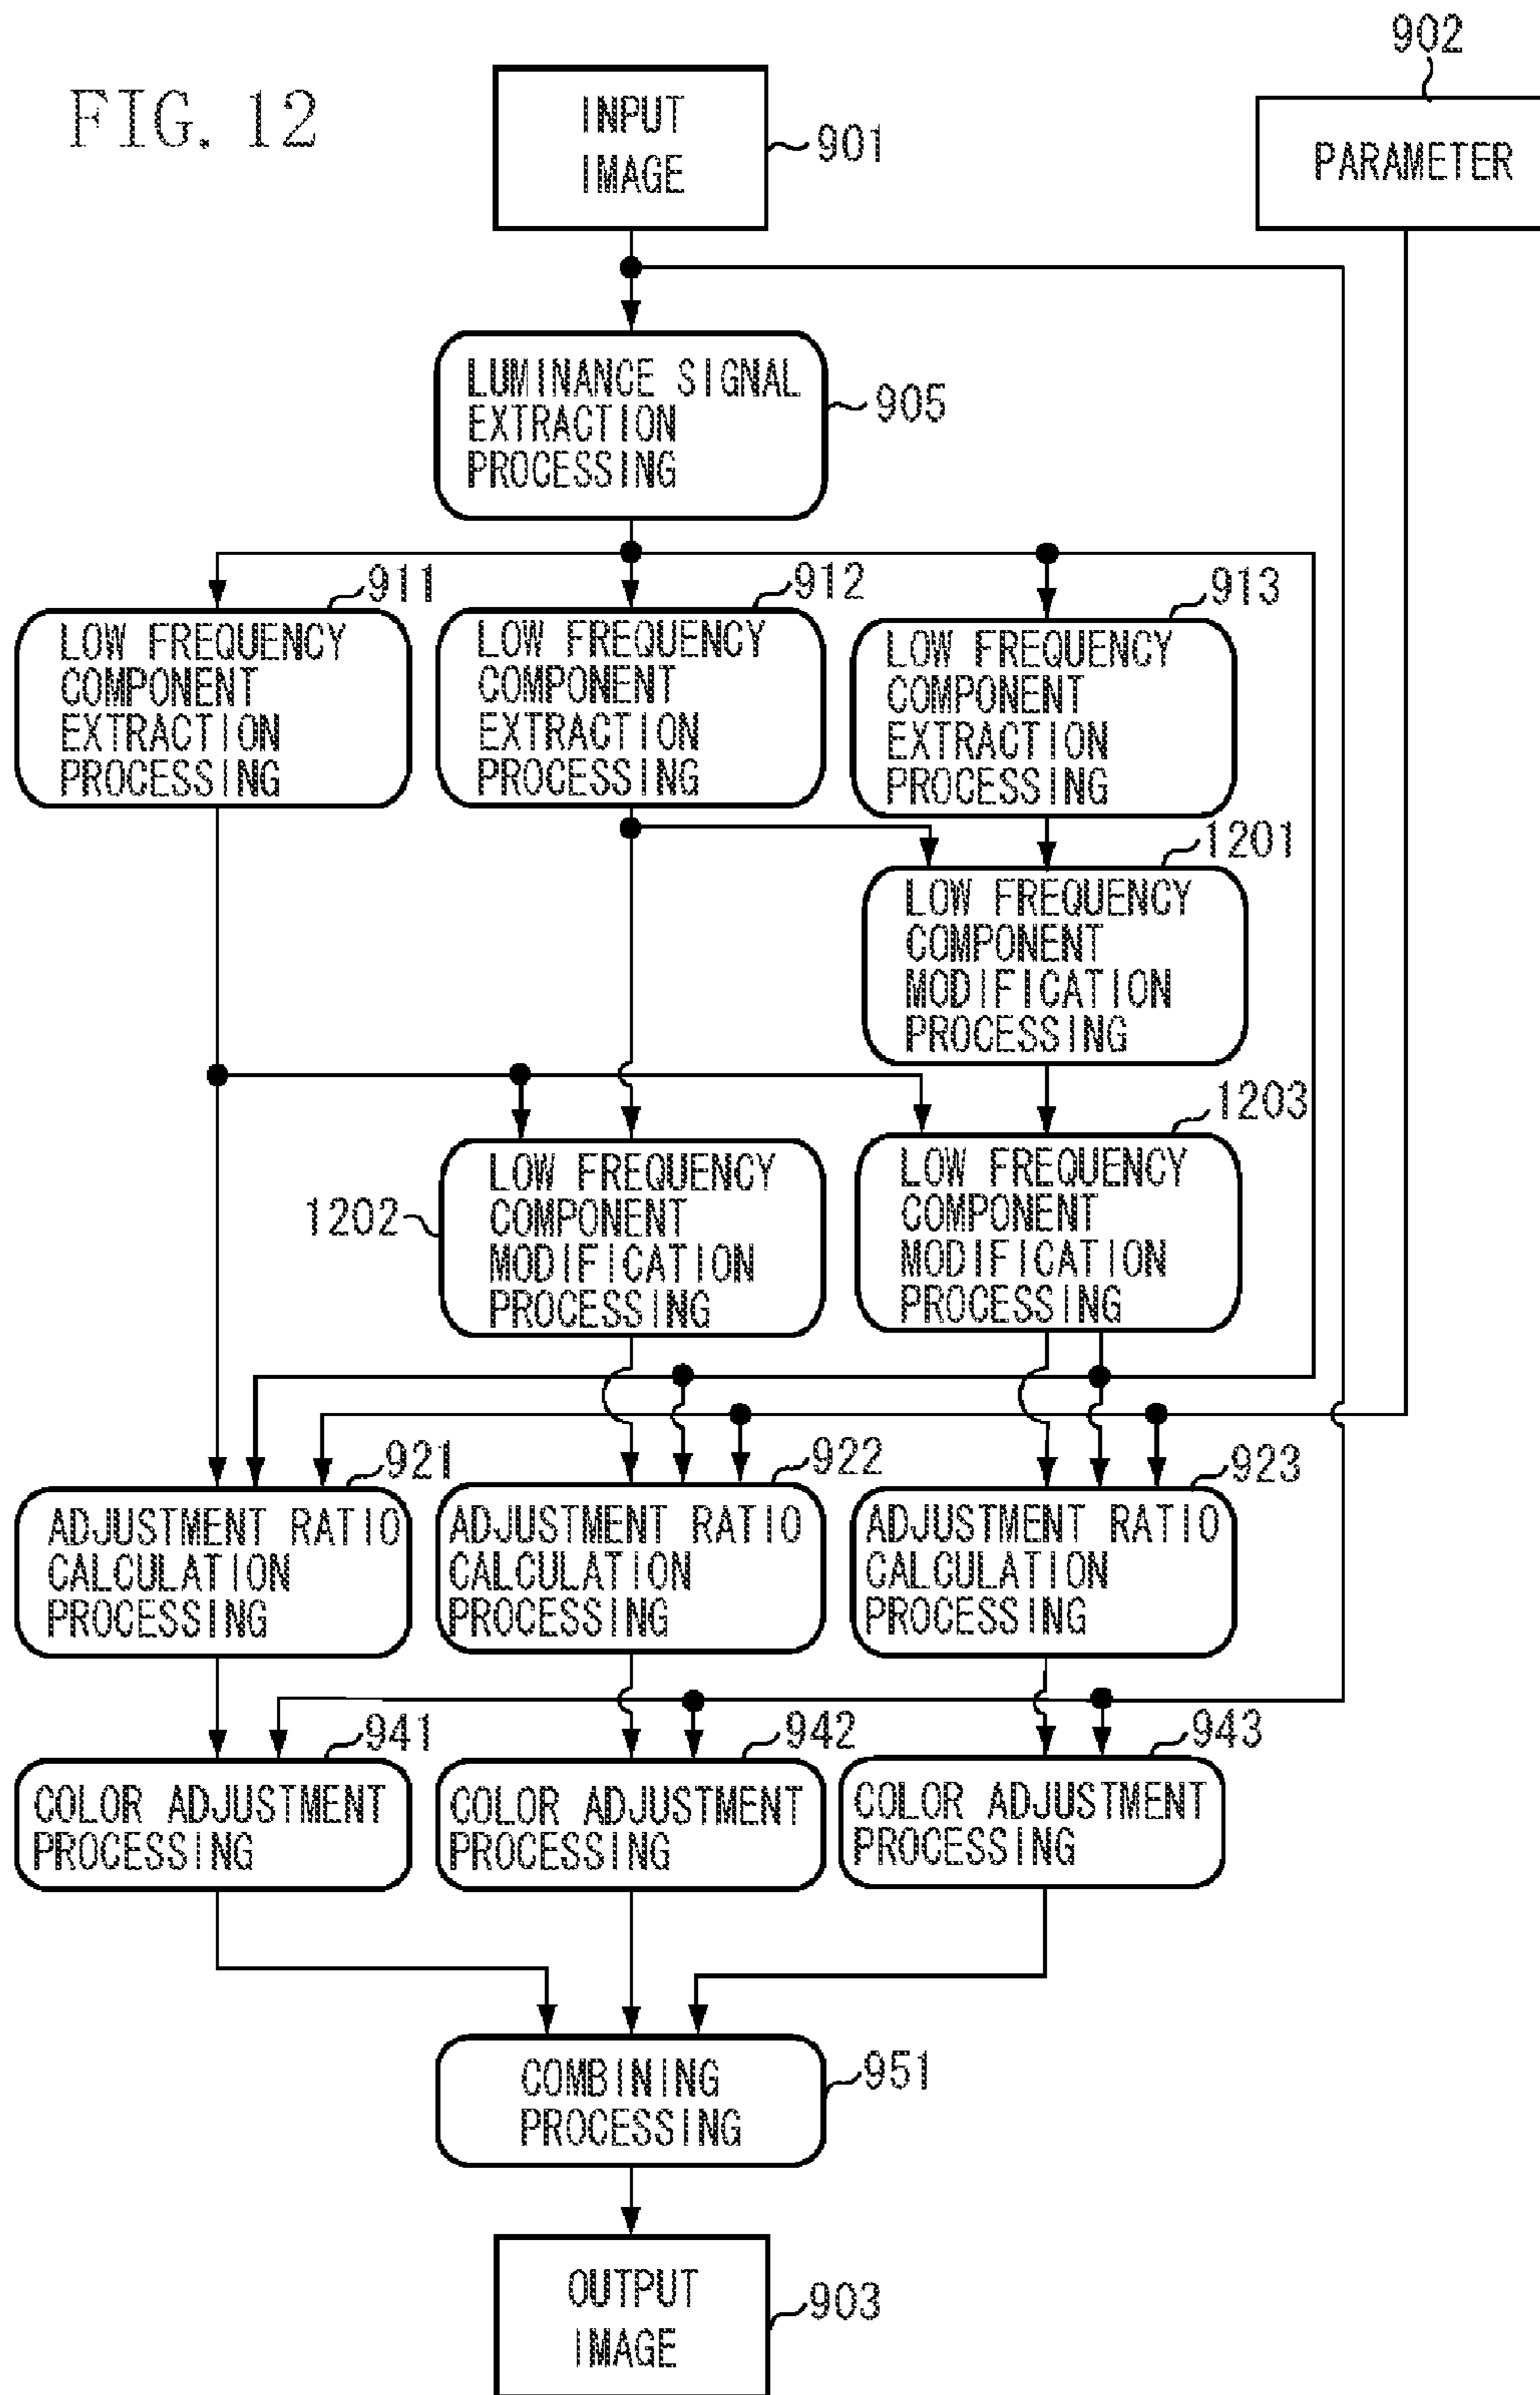 FIG. 12
INPUT
IMAGE
901
902
PARAMETER
LUMINANCE SIGNAL
EXTRACTION
PROCESSING
905
911
LOW FREQUENCY
COMPONENT
EXTRACTION
PROCESSING
912
LOW FREQUENCY
COMPONENT
EXTRACTION
PROCESSING
913
LOW FREQUENCY
COMPONENT
EXTRACTION
PROCESSING
1201
LOW FREQUENCY
COMPONENT
MODIFICATION
PROCESSING
1202
LOW FREQUENCY
COMPONENT
MODIFICATION
PROCESSING
1203
LOW FREQUENCY
COMPONENT
MODIFICATION
PROCESSING
921
ADJUSTMENT RATIO
CALCULATION
PROCESSING
922
ADJUSTMENT RATIO
CALCULATION
PROCESSING
923
ADJUSTMENT RATIO
CALCULATION
PROCESSING
941
COLOR ADJUSTMENT
PROCESSING
942
COLOR ADJUSTMENT
PROCESSING
943
COLOR ADJUSTMENT
PROCESSING
COMBINING
PROCESSING
951
OUTPUT
IMAGE
903